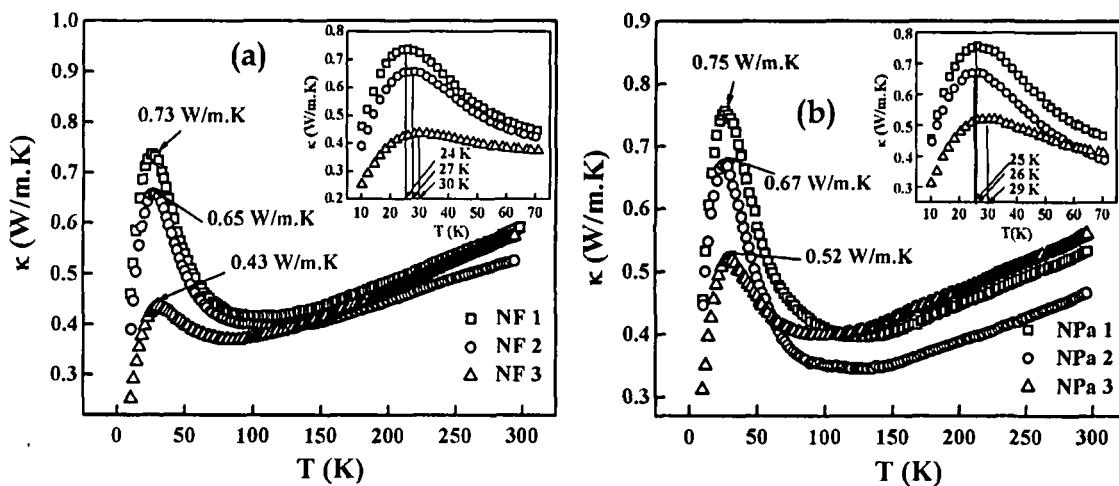 (a)
κ (W/m.K)
1.0
0.9
0.8
0.7
0.6
0.5
0.4
0.3
0.73 W/m.K
0.65 W/m.K
0.43 W/m.K
κ (W/m.K)
0.8
0.7
0.6
0.5
0.4
0.3
0.2
24 K
27 K
30 K
10 20 30 40 50 60 70
T (K)
NF 1
NF 2
NF 3
0 50 100 150 200 250 300
T (K)
(b)
κ (W/m.K)
0.9
0.8
0.7
0.6
0.5
0.4
0.3
0.75 W/m.K
0.67 W/m.K
0.52 W/m.K
κ (W/m.K)
0.8
0.7
0.6
0.5
0.4
0.3
25 K
26 K
29 K
10 20 30 40 50 60 70
T(K)
NPa 1
NPa 2
NPa 3
0 50 100 150 200 250 300
T (K)